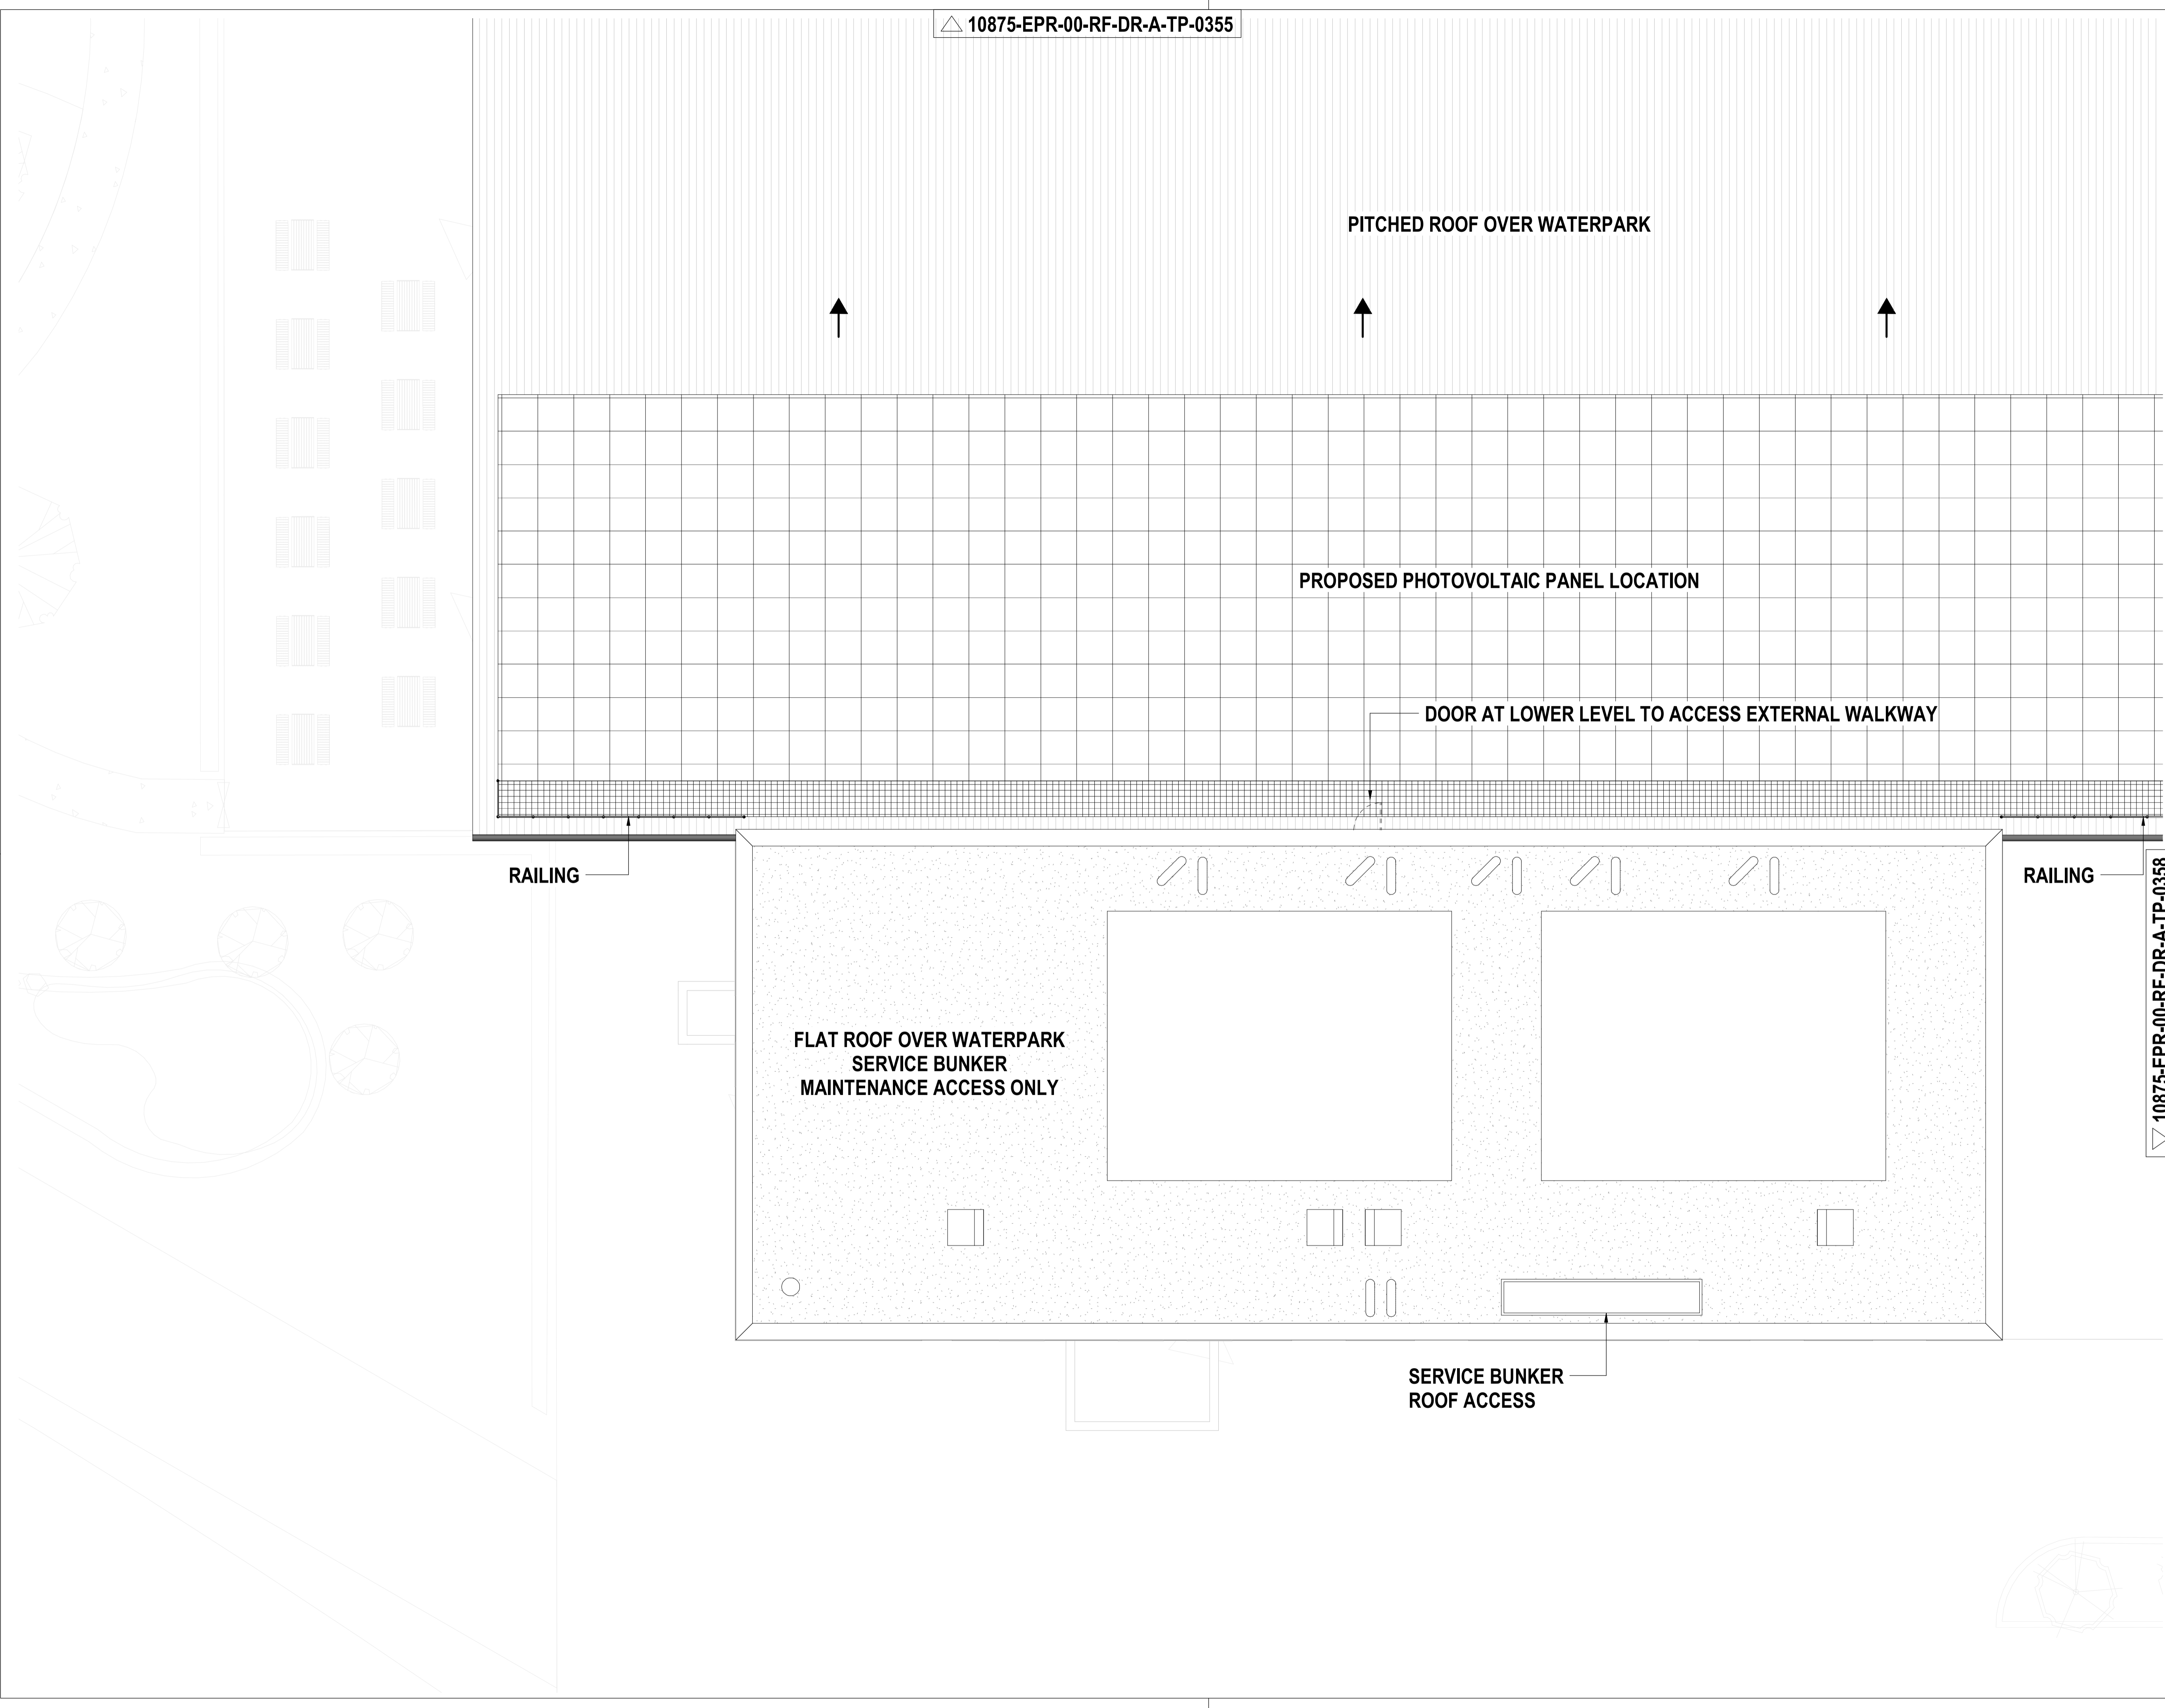 10875-EPR-00-RF-DR-A-TP-0355
PITCHED ROOF OVER WATERPARK
PROPOSED PHOTOVOLTAIC PANEL LOCATION
DOOR AT LOWER LEVEL TO ACCESS EXTERNAL WALKWAY
RAILING
RAILING
10875-EPR-00-RF-DR-A-TP-0358
FLAT ROOF OVER WATERPARK
SERVICE BUNKER
MAINTENANCE ACCESS ONLY
SERVICE BUNKER
ROOF ACCESS